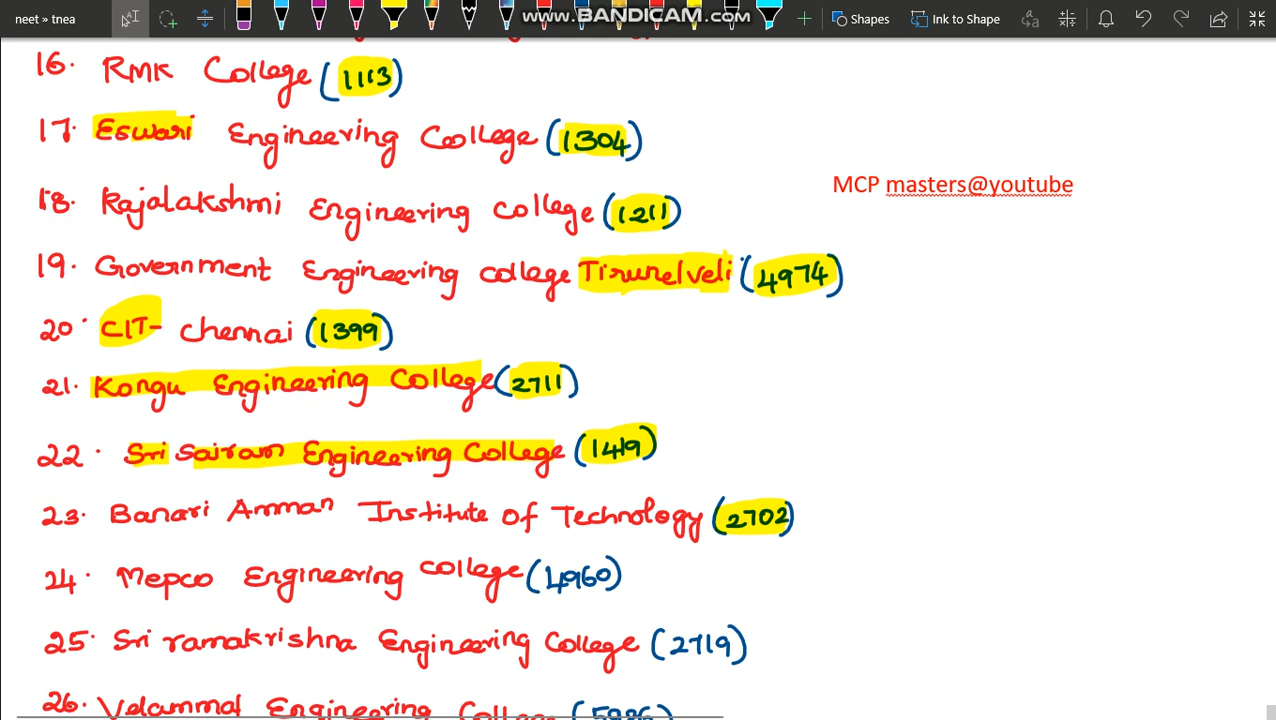 neet » tnea
www.BANDICAM.com
Shapes
Ink to Shape
16. RMK College (1113)
17. Eswari Engineering College (1304)
MCP masters@youtube
18. Rajalakshmi Engineering college (1211)
19. Government Engineering college Tirunelveli (4974)
20. CIT- Chennai (1399)
21. Kongu Engineering College (2711)
22. Sri Sairam Engineering College (1419)
23. Banari Amman Institute of Technology (2702)
24. Mepco Engineering college (4960)
25. Sri ramakrishna Engineering College (2719)
26. Velammal Engineering College